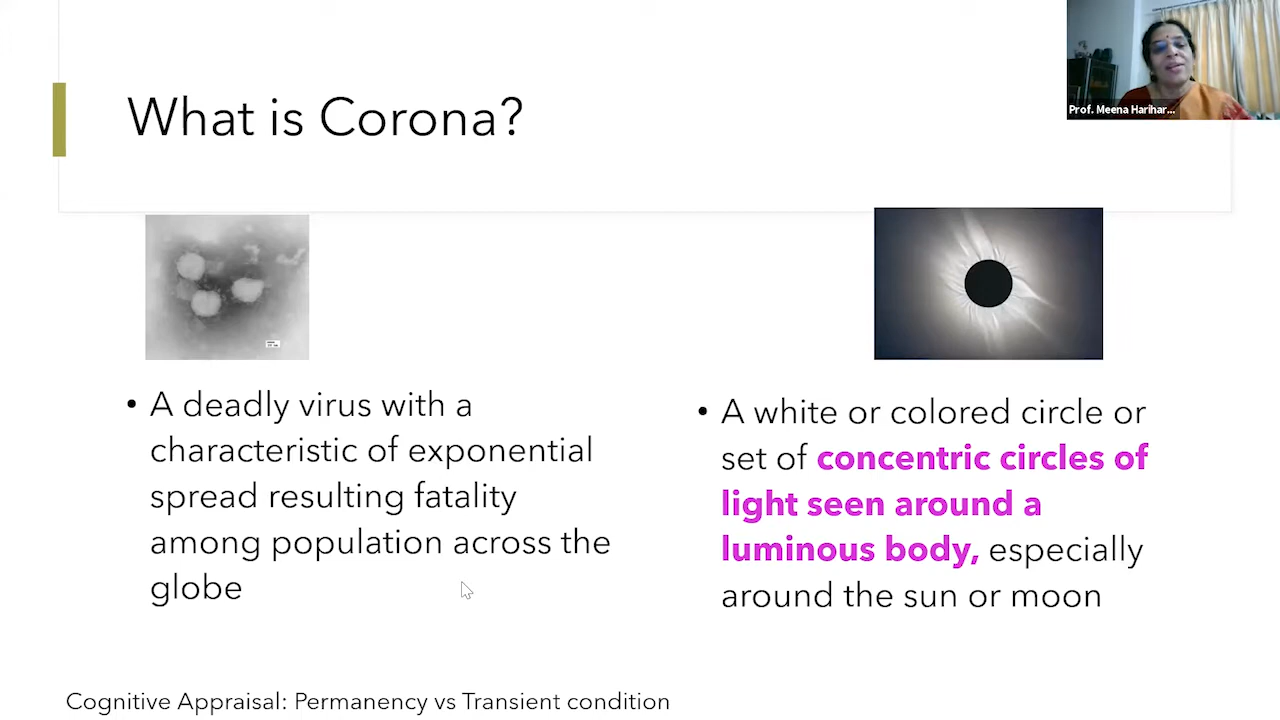 What is Corona?
Prof. Meena Harihar...
• A deadly virus with a
characteristic of exponential
spread resulting fatality
among population across the
globe
• A white or colored circle or
set of concentric circles of
light seen around a
luminous body, especially
around the sun or moon
Cognitive Appraisal: Permanency vs Transient condition